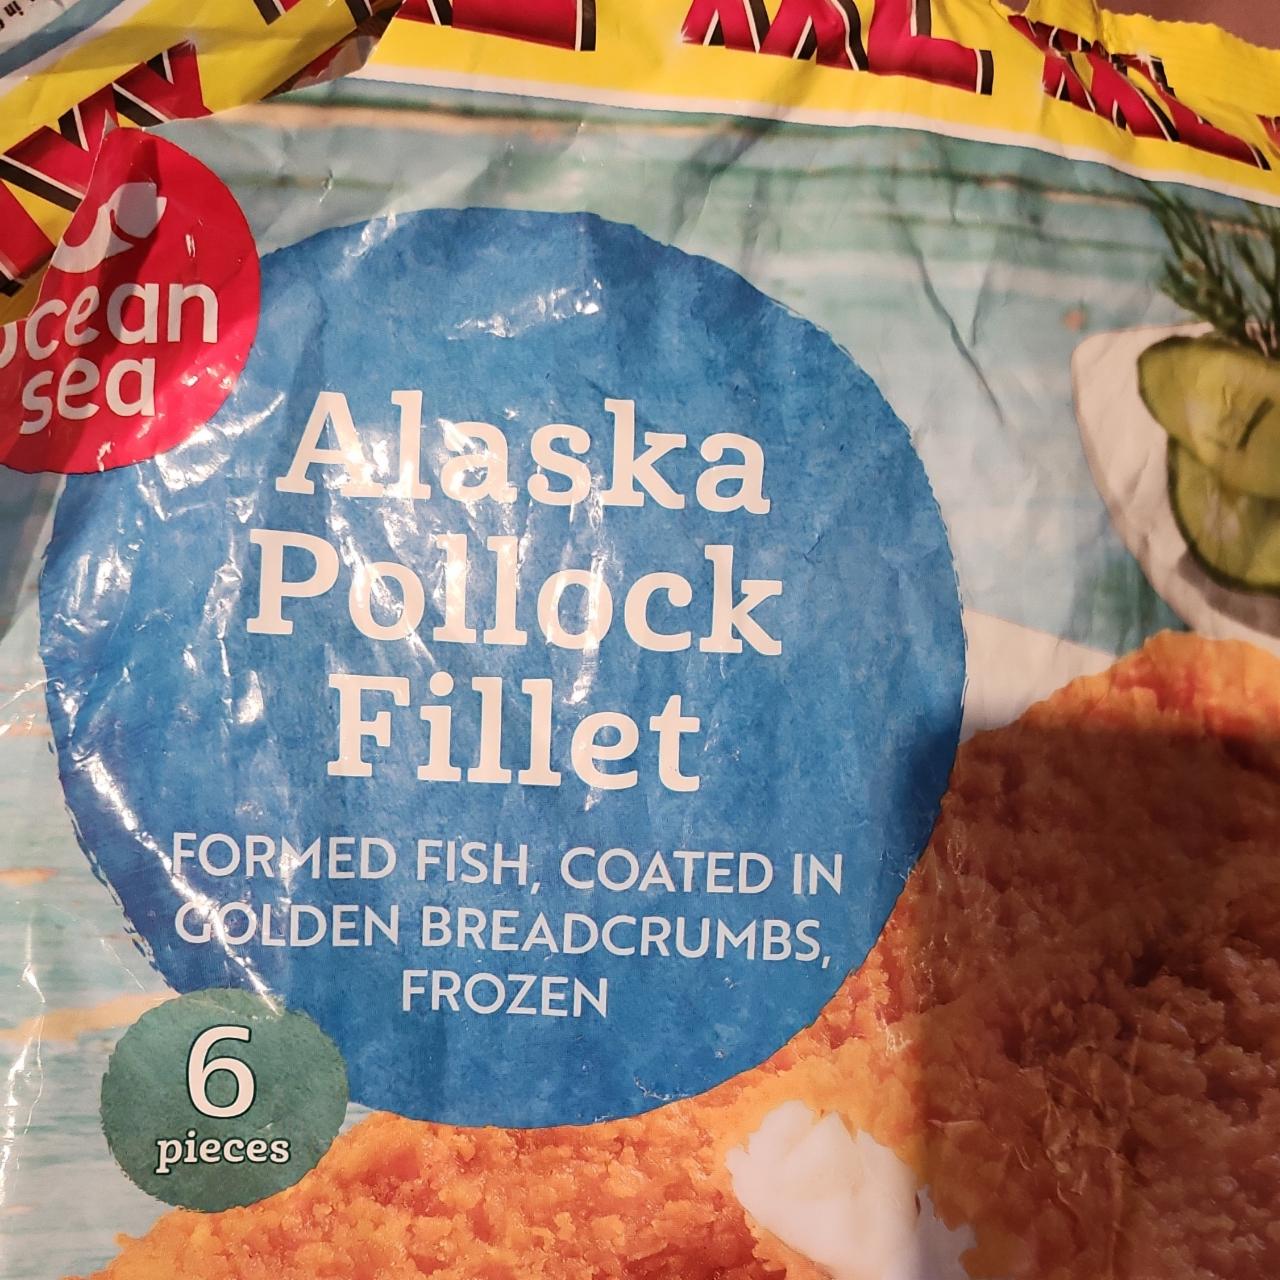 ocean
sea
Alaska
Pollock
Fillet
FORMED FISH, COATED IN
GOLDEN BREADCRUMBS,
FROZEN
6
pieces